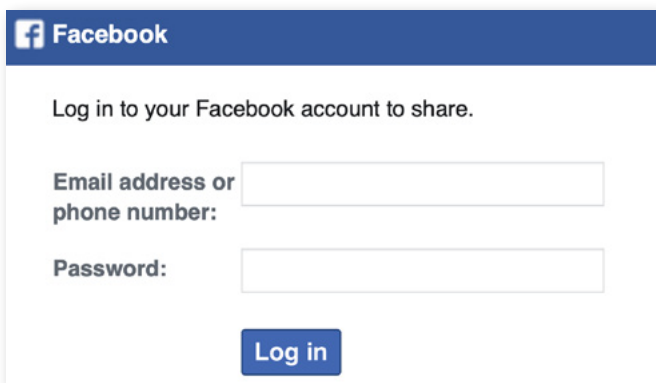 Facebook
Log in to your Facebook account to share.
Email address or
phone number:
Password:
Log in